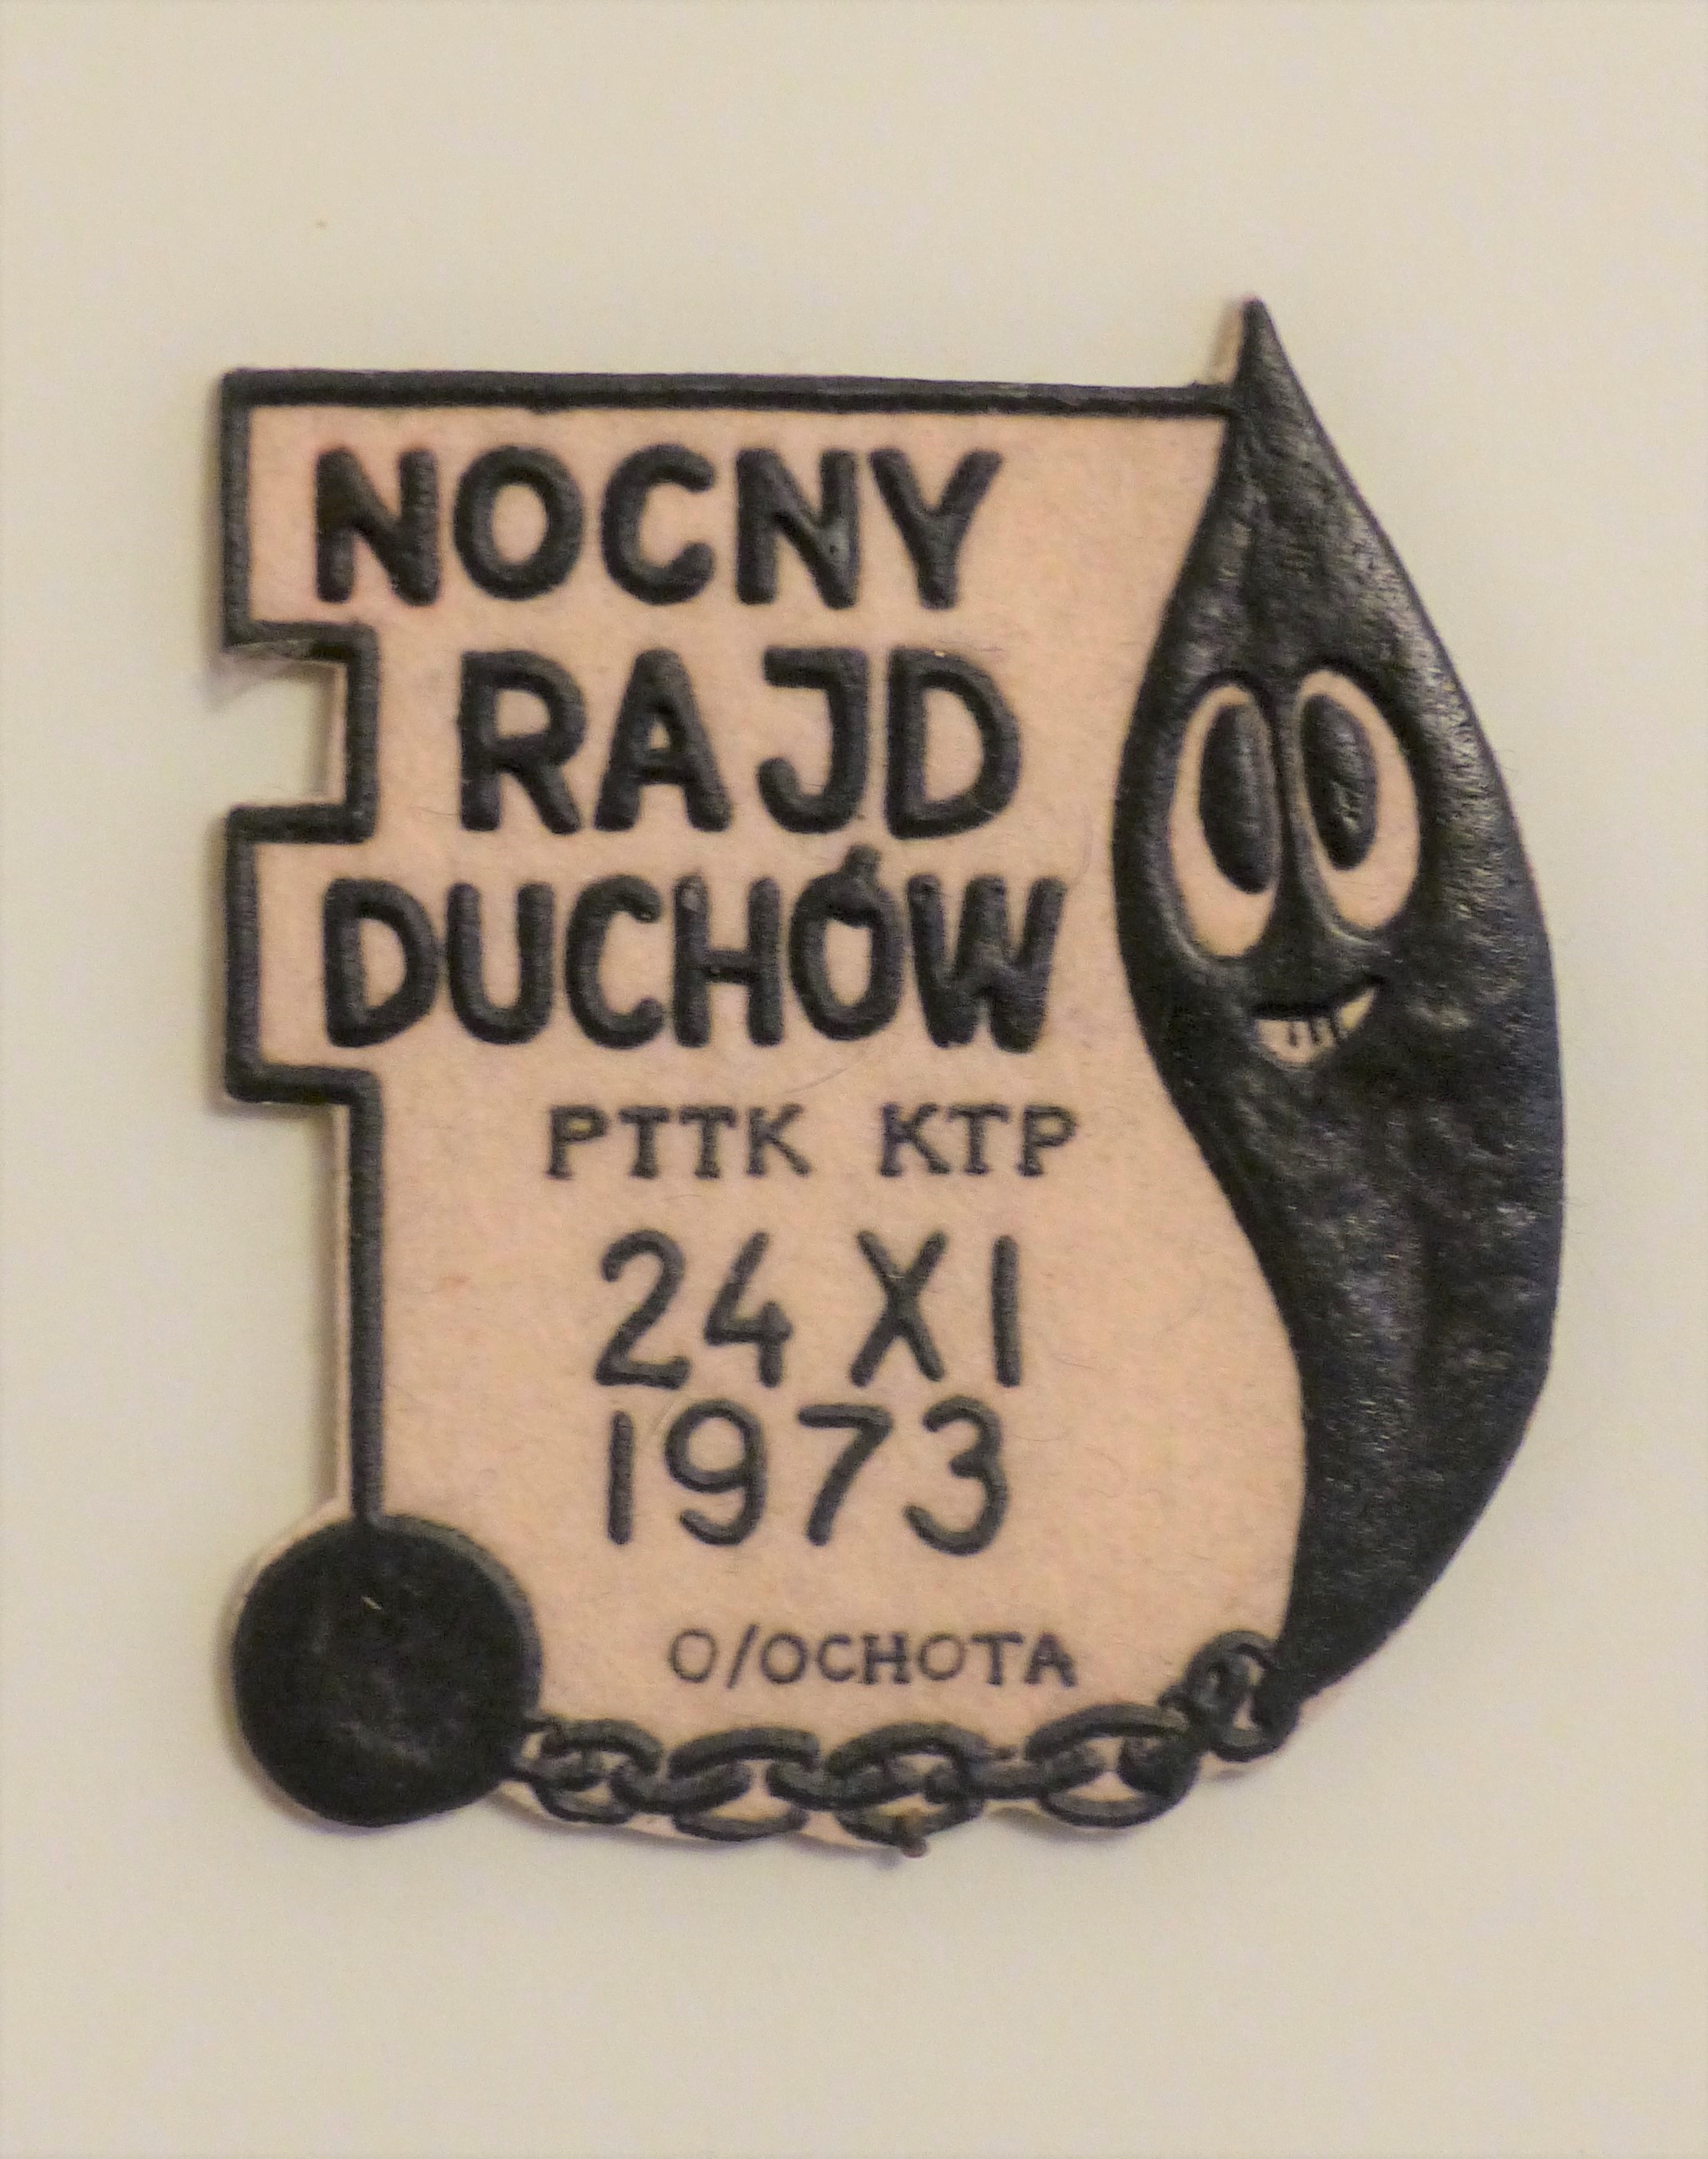 NOCNY
RAJD
DUCHÓW
PTTK KTP
24 XI
1973
O/OCHOTA